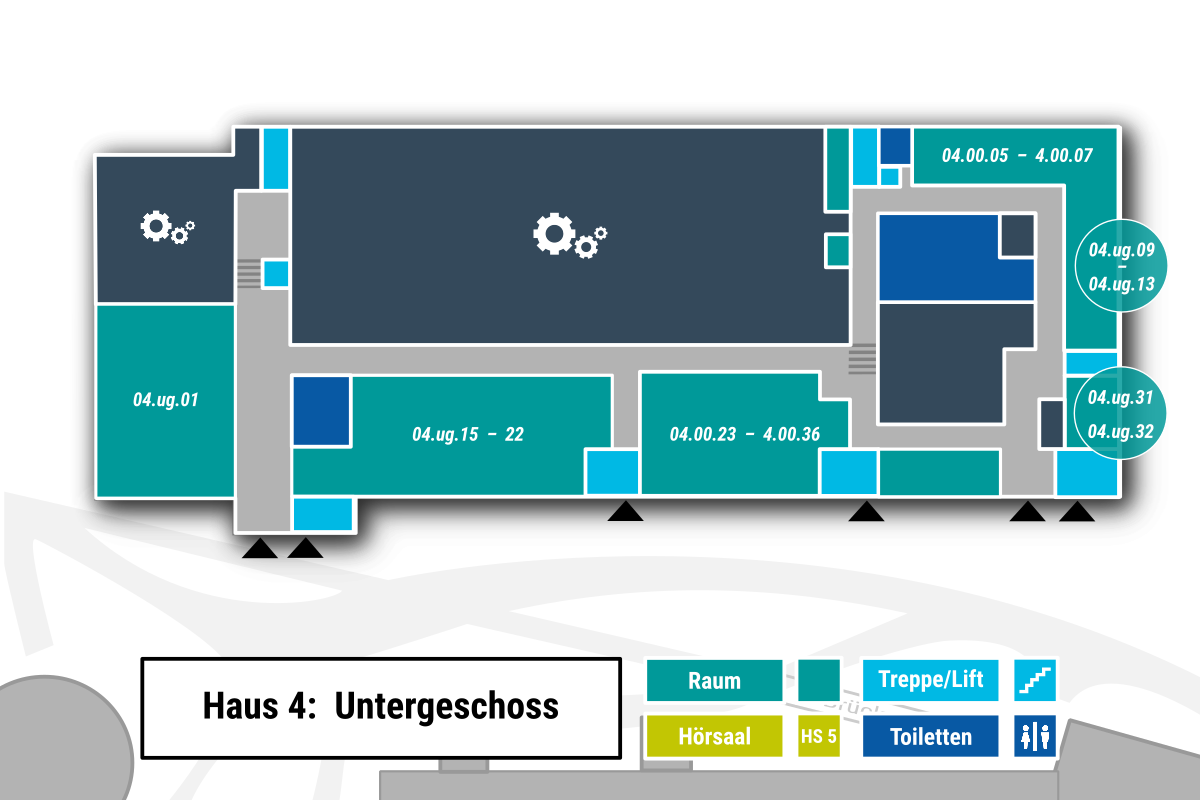 04.00.05 – 4.00.07
04.ug.09
–
04.ug.13
04.ug.01
04.ug.15 – 22
04.00.23 – 4.00.36
04.ug.31
04.ug.32
Haus 4: Untergeschoss
Raum
Treppe/Lift
Hörsaal
HS 5
Toiletten